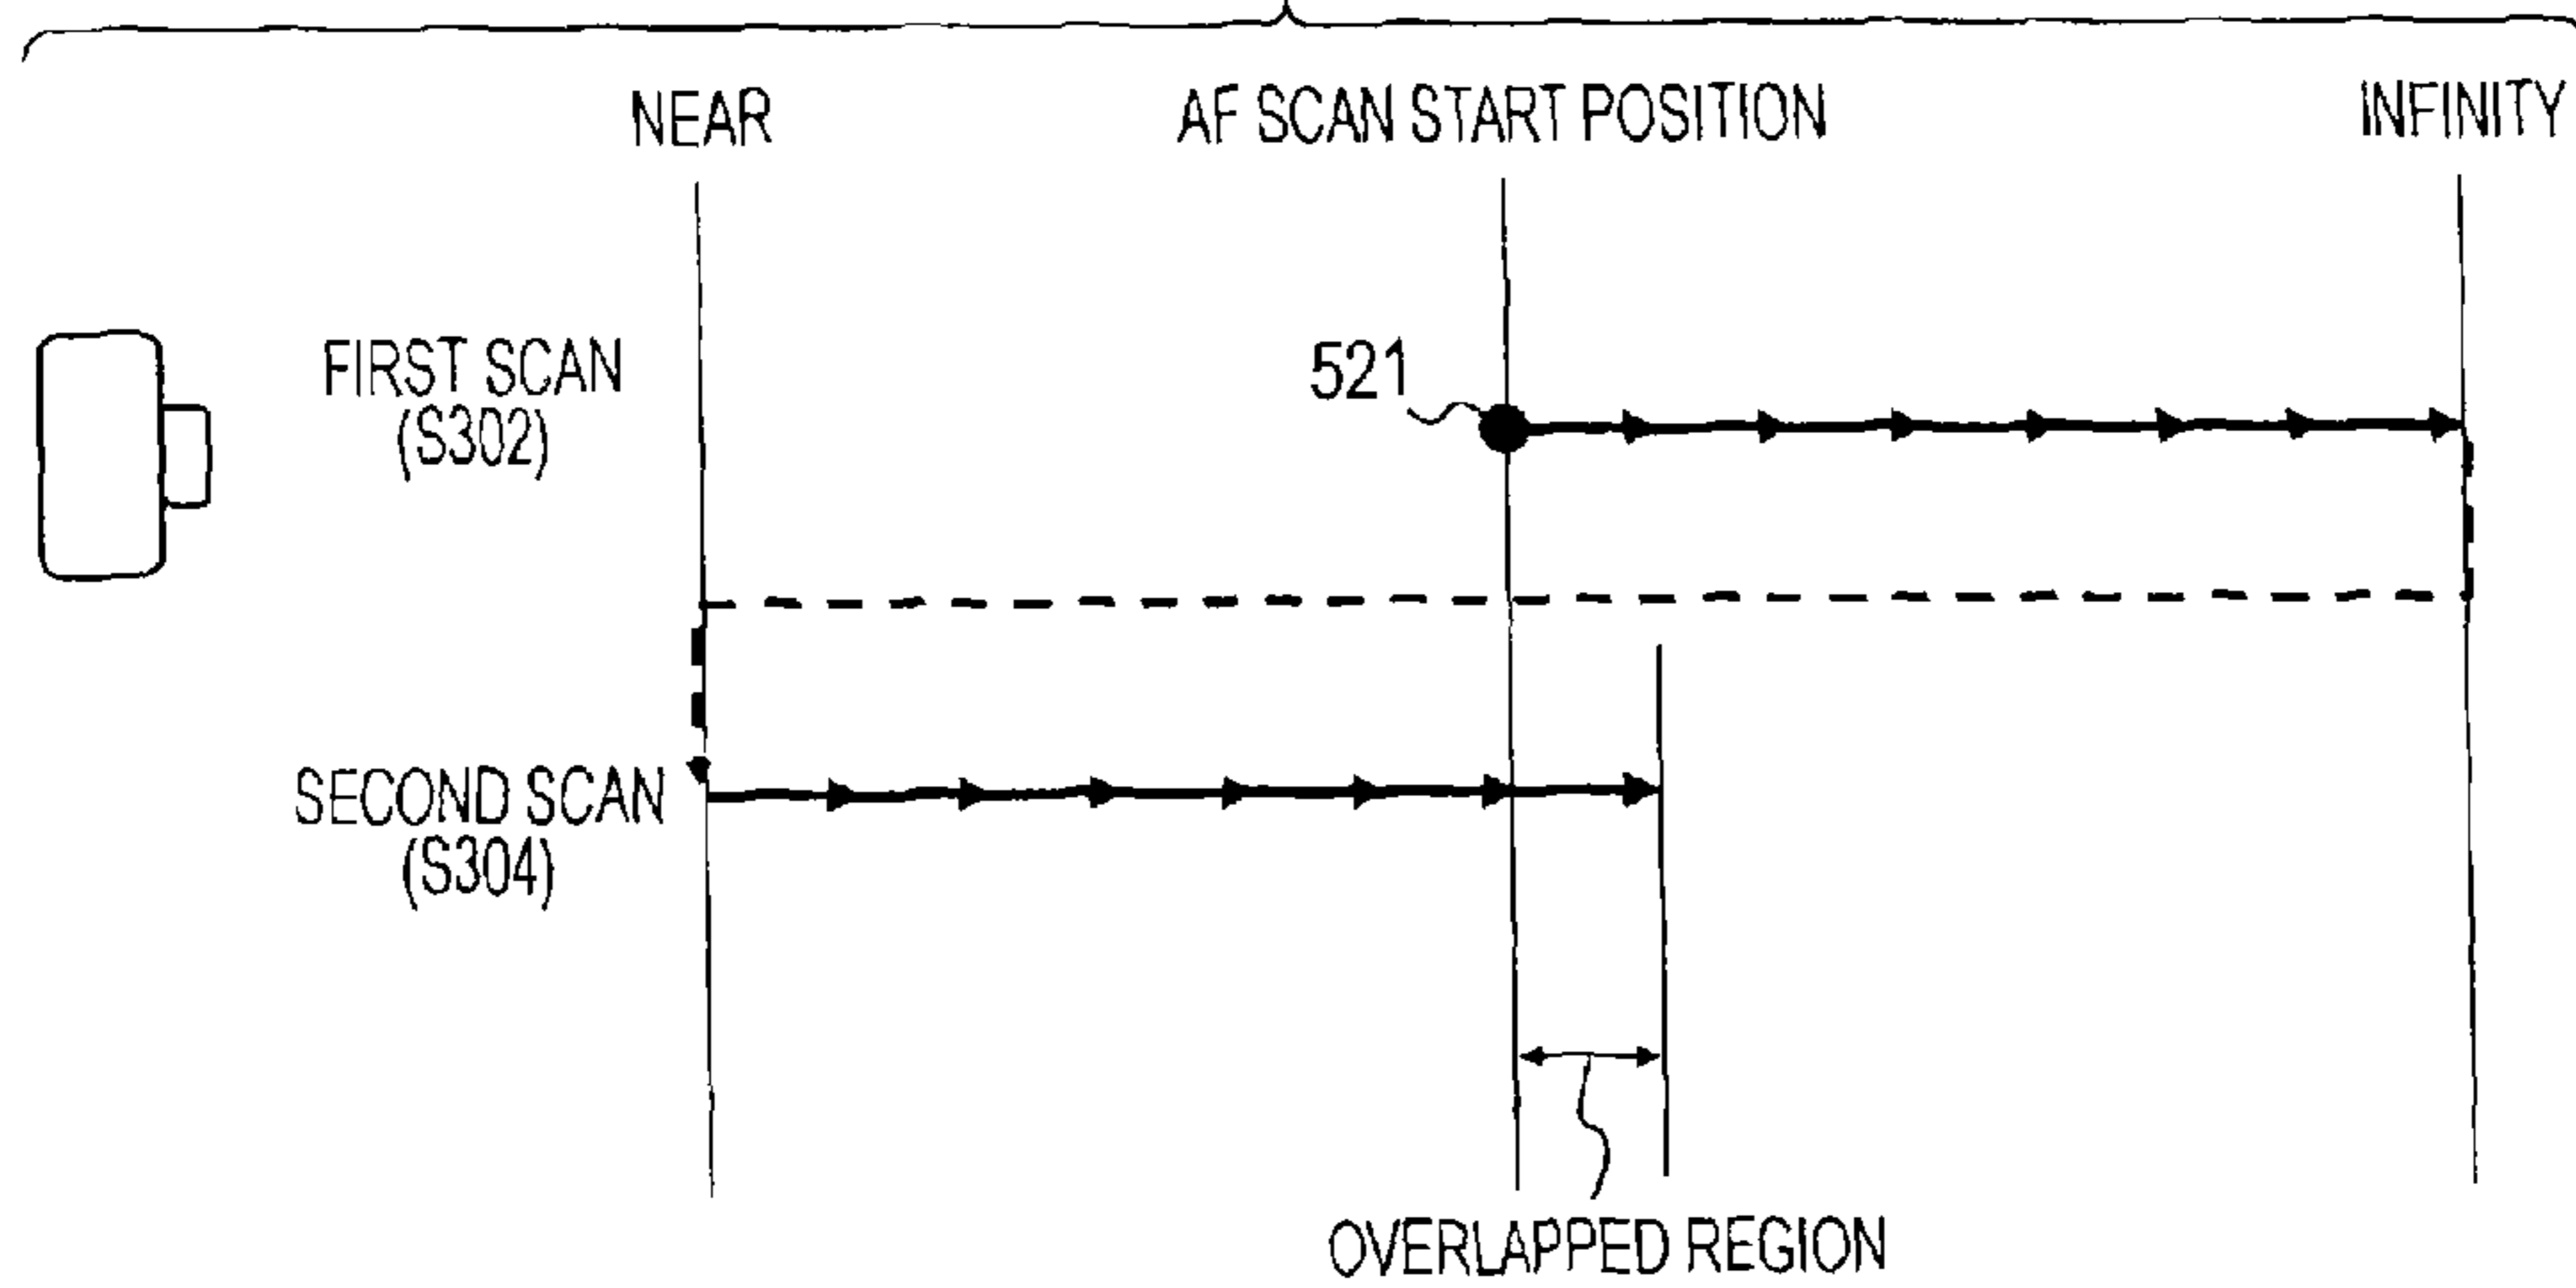 NEAR
AF SCAN START POSITION
INFINITY
FIRST SCAN
(S302)
521
SECOND SCAN
(S304)
OVERLAPPED REGION